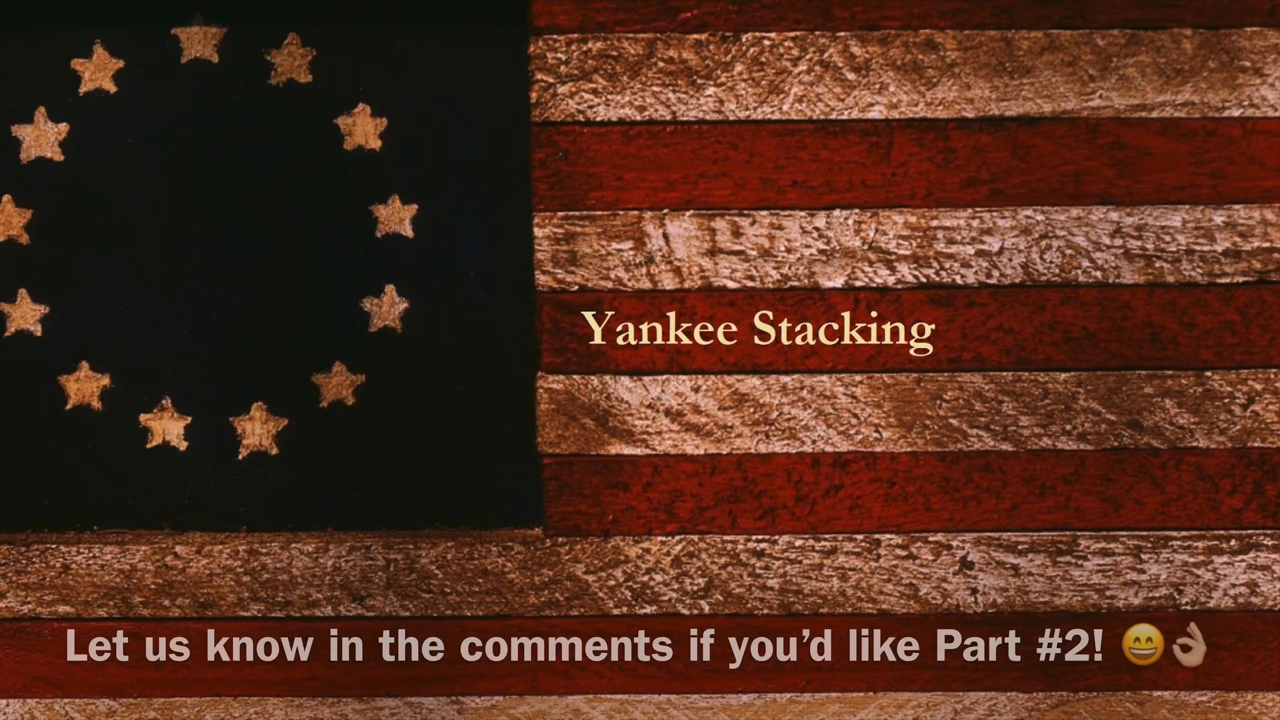 Yankee Stacking
Let us know in the comments if you’d like Part #2! 😄👌🏼